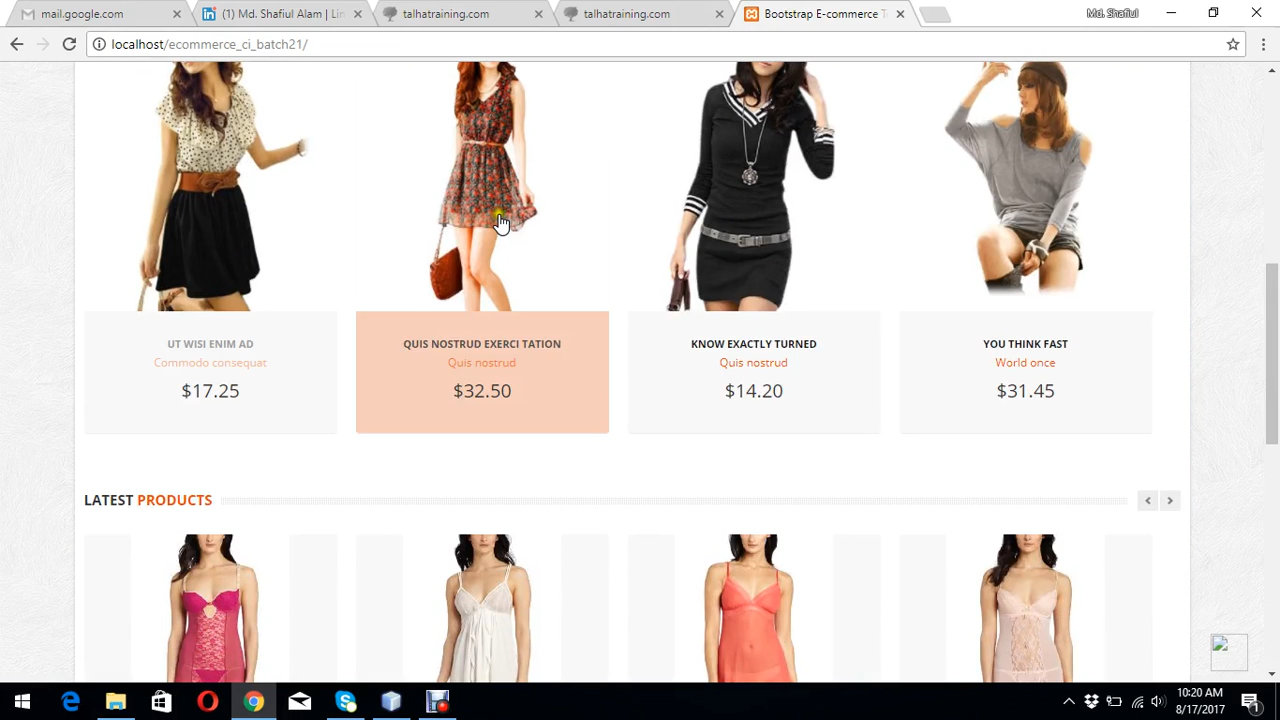 mail.google.com
in (1) Md. Shafiul Alam | Lin
talhatraining.com
talhatraining.com
Bootstrap E-commerce T
Md. Shafiul
localhost/ecommerce_ci_batch21/
UT WISI ENIM AD
Commodo consequat
$17.25
QUIS NOSTRUD EXERCI TATION
Quis nostrud
$32.50
KNOW EXACTLY TURNED
Quis nostrud
$14.20
YOU THINK FAST
World once
$31.45
LATEST PRODUCTS
10:20 AM
8/17/2017
1